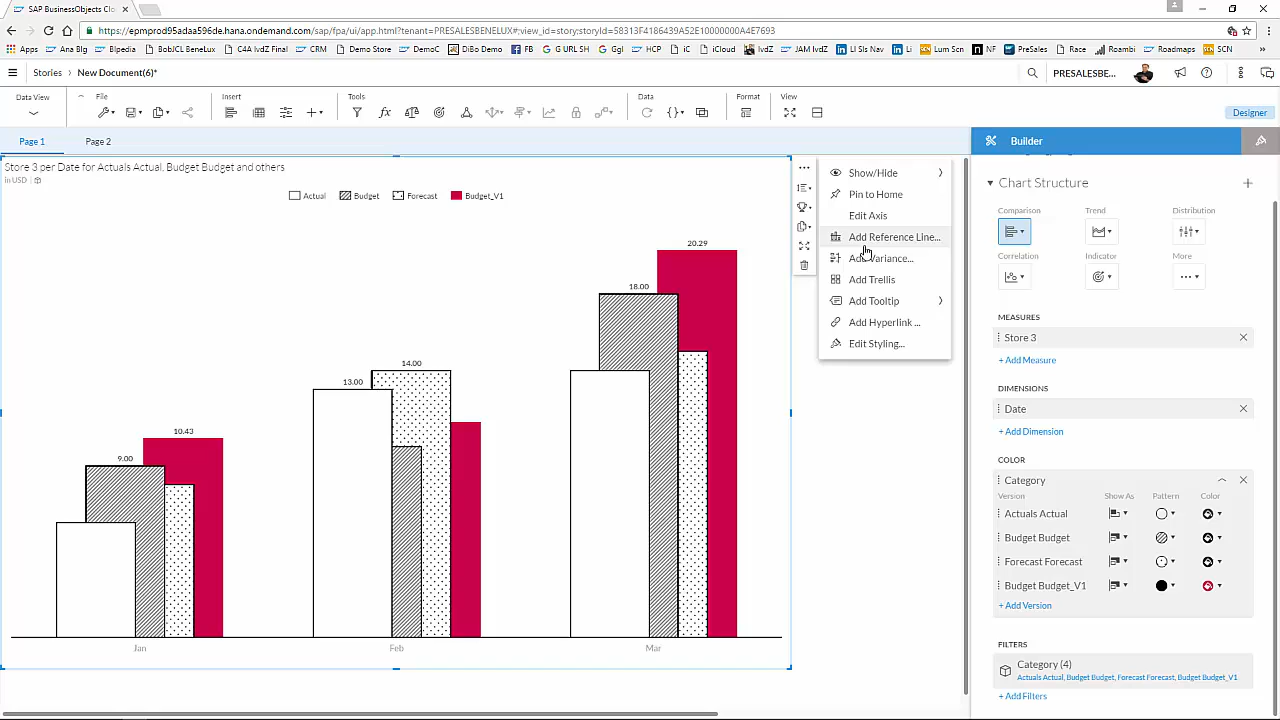 SAP BusinessObjects Clo
https://epmprod95adaa596de.hana.ondemand.com/sap/fpa/ui/app.html?tenant=PRESALESBENELUX#;view_id=story;storyId=58313F4186439A52E10000000A4E7693
Apps Ana Blg BIpedia BobJCL BeneLux C4A IvdZ Final CRM Demo Store DemoC DiBo Demo FB G URL SH Ggl HCP iC iCloud IvdZ JAM IvdZ LI Sls Nav Li Lum Scn NF PreSales Race Roambi Roadmaps SCN
Stories New Document(6)*
PRESALESBE...
Data View File Insert Tools Data Format View
Designer
Page 1 Page 2
Builder
Store 3 per Date for Actuals Actual, Budget Budget and others
in USD
Actual Budget Forecast Budget_V1
10.43
9.00
13.00
14.00
18.00
20.29
Jan Feb Mar
Show/Hide
Pin to Home
Edit Axis
Add Reference Line...
Add Variance...
Add Trellis
Add Tooltip
Add Hyperlink ...
Edit Styling...
Chart Structure
Comparison Trend Distribution
Correlation Indicator More
MEASURES
Store 3
+ Add Measure
DIMENSIONS
Date
+ Add Dimension
COLOR
Category
Version Show As Pattern Color
Actuals Actual
Budget Budget
Forecast Forecast
Budget Budget_V1
+ Add Version
FILTERS
Category (4)
Actuals Actual, Budget Budget, Forecast Forecast, Budget Budget_V1
+ Add Filters